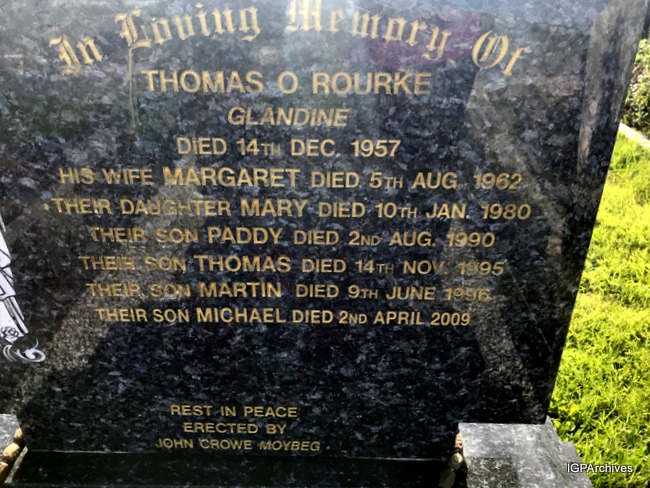 In Loving Memory Of
THOMAS O ROURKE
GLANDINE
DIED 14TH DEC. 1957
HIS WIFE MARGARET DIED 5TH AUG. 1962
THEIR DAUGHTER MARY DIED 10TH JAN. 1980
THEIR SON PADDY DIED 2ND AUG. 1990
THEIR SON THOMAS DIED 14TH NOV. 1995
THEIR SON MARTIN DIED 9TH JUNE 1996
THEIR SON MICHAEL DIED 2ND APRIL 2009
REST IN PEACE
ERECTED BY
JOHN CROWE MOYBEG
IGPArchives